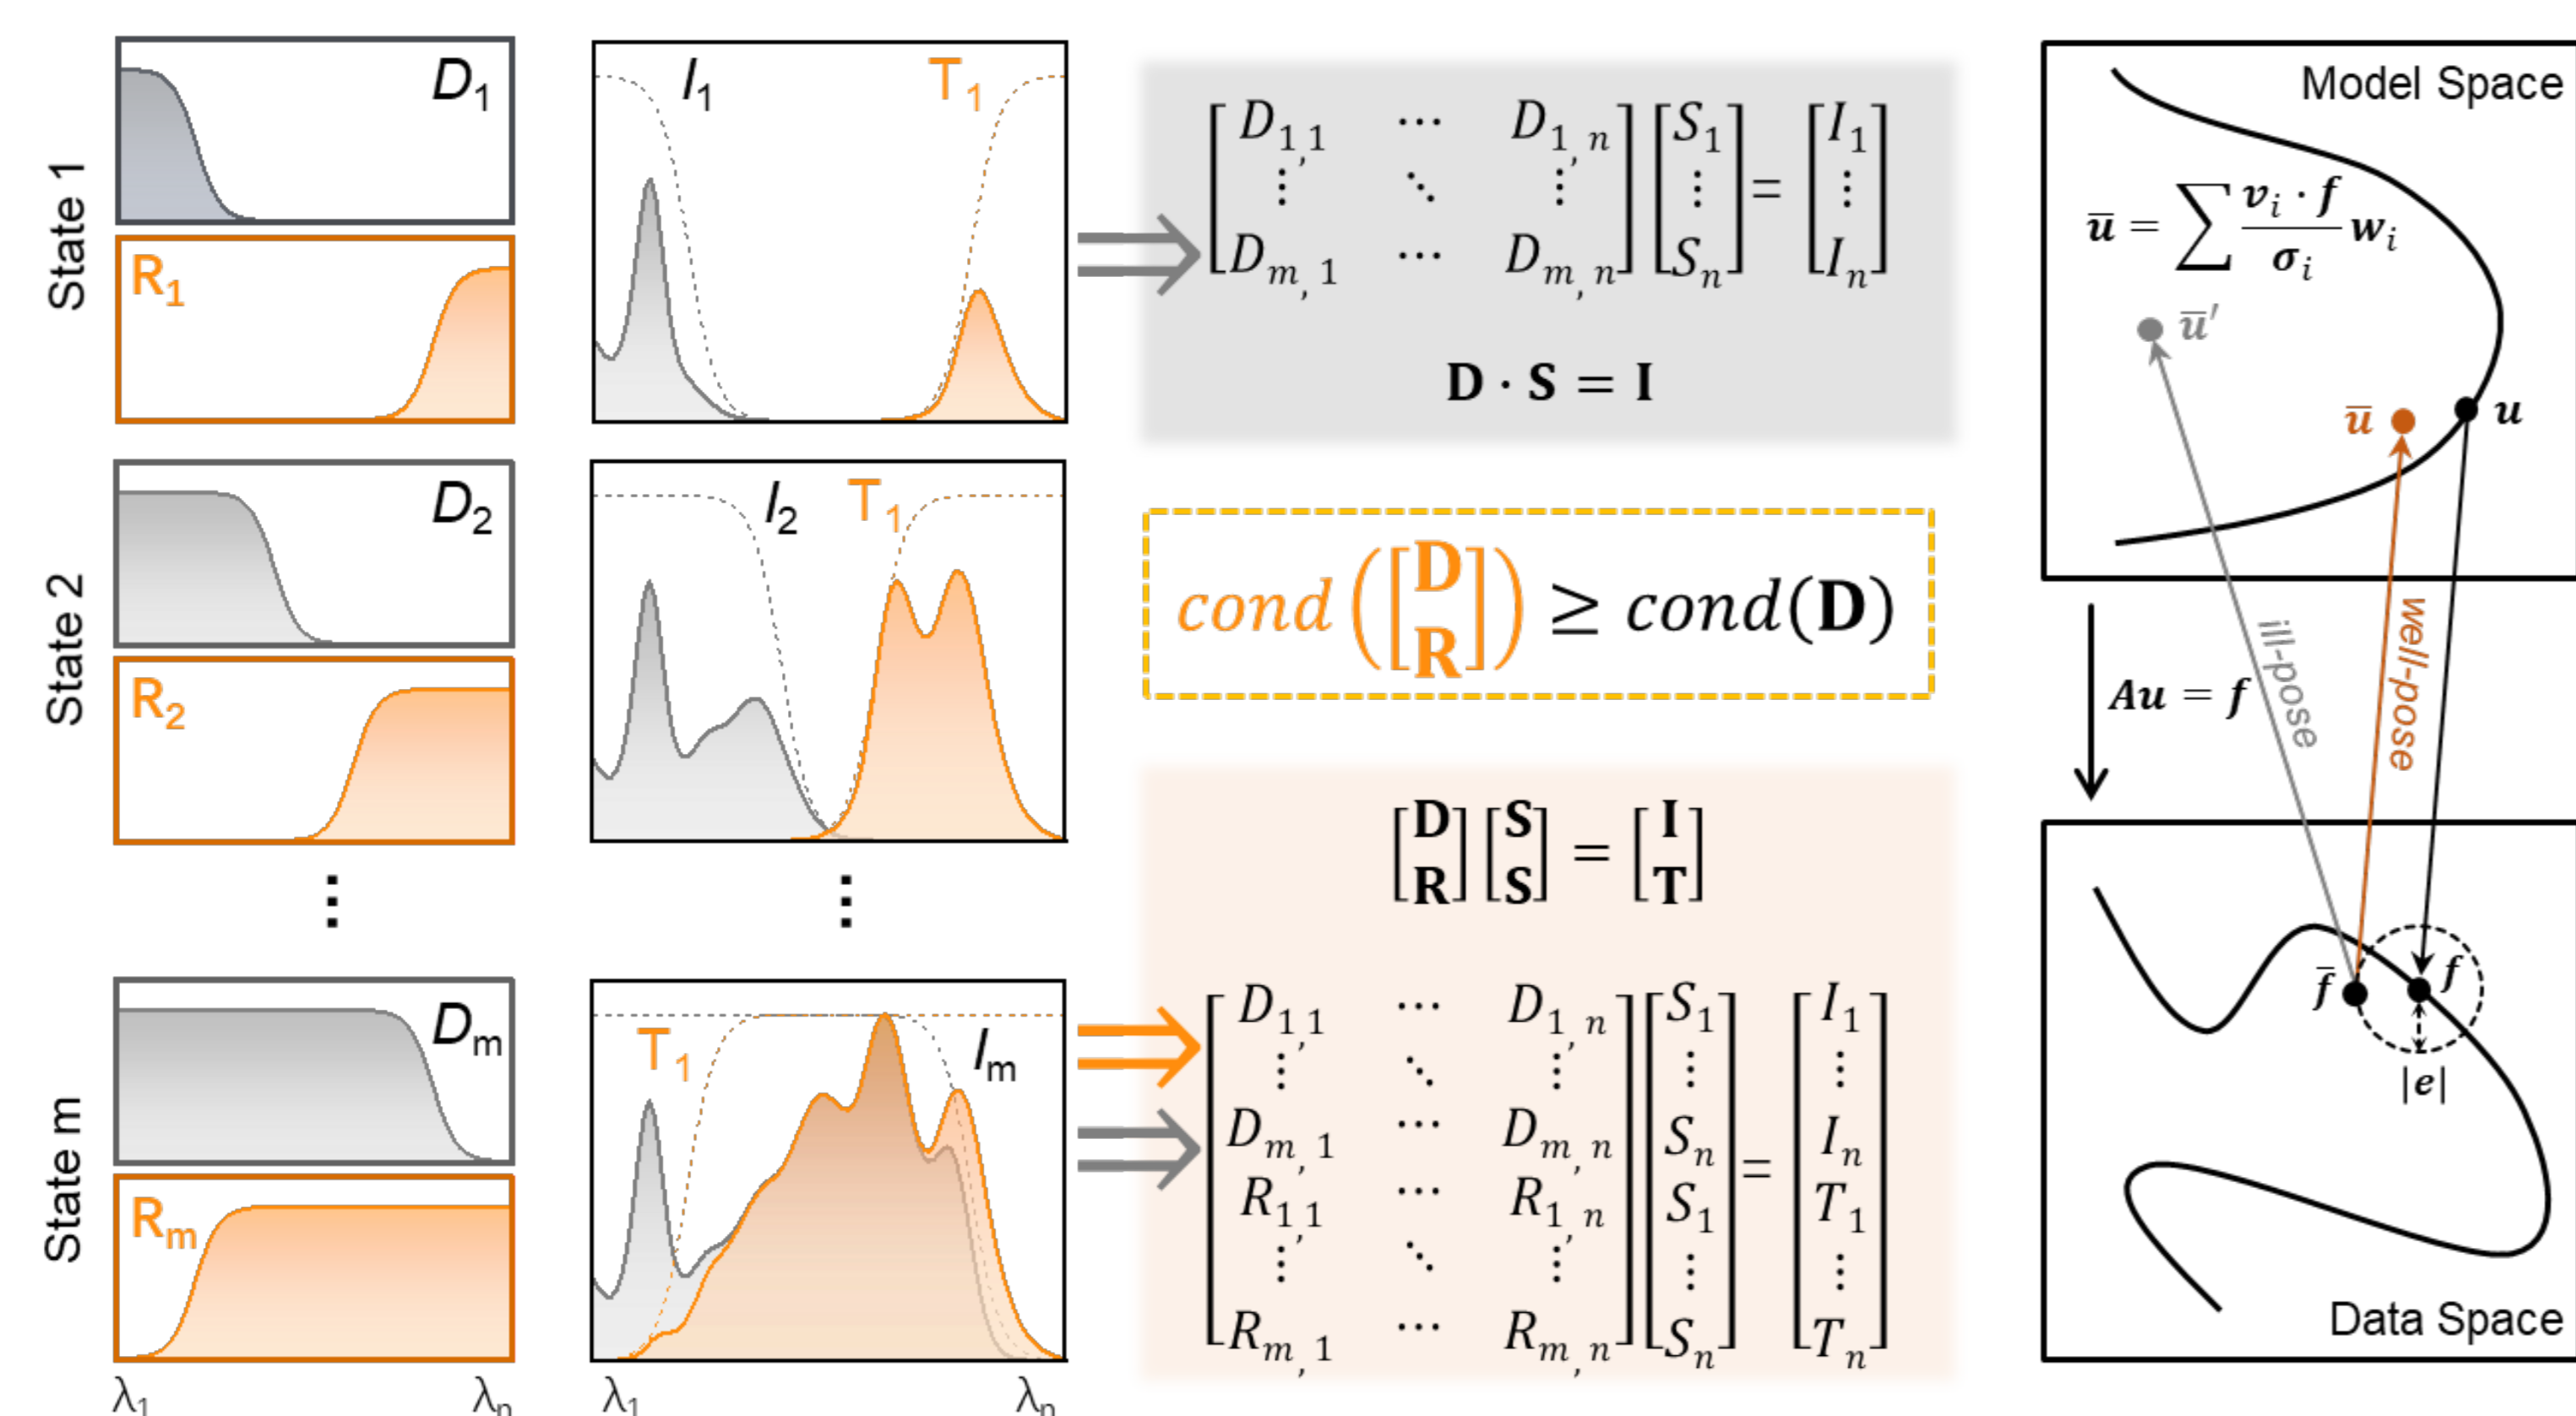 State 1
D₁
R₁
I₁
T₁
State 2
D₂
R₂
I₂
T₁
⋮
⋮
State m
Dₘ
Rₘ
T₁
Iₘ
λ₁
λₙ
λ₁
λₙ
[D₁,₁ ⋯ D₁,ₙ] [S₁] [I₁]
[⋮ ⋱ ⋮] [⋮] = [⋮]
[Dₘ,₁ ⋯ Dₘ,ₙ] [Sₙ] [Iₙ]
D · S = I
cond([D R]) ≥ cond(D)
[D R] [S S] = [I T]
[D₁,₁ ⋯ D₁,ₙ] [S₁] [I₁]
[⋮ ⋱ ⋮] [⋮] [⋮]
[Dₘ,₁ ⋯ Dₘ,ₙ] [Sₙ] = [Iₙ]
[R₁,₁ ⋯ R₁,ₙ] [S₁] [T₁]
[⋮ ⋱ ⋮] [⋮] [⋮]
[Rₘ,₁ ⋯ Rₘ,ₙ] [Sₙ] [Tₙ]
Model Space
u̅ = ∑ (vᵢ · f / σᵢ) wᵢ
u̅′
u̅
u
ill-pose
well-pose
Au = f
f̅
f
|e|
Data Space